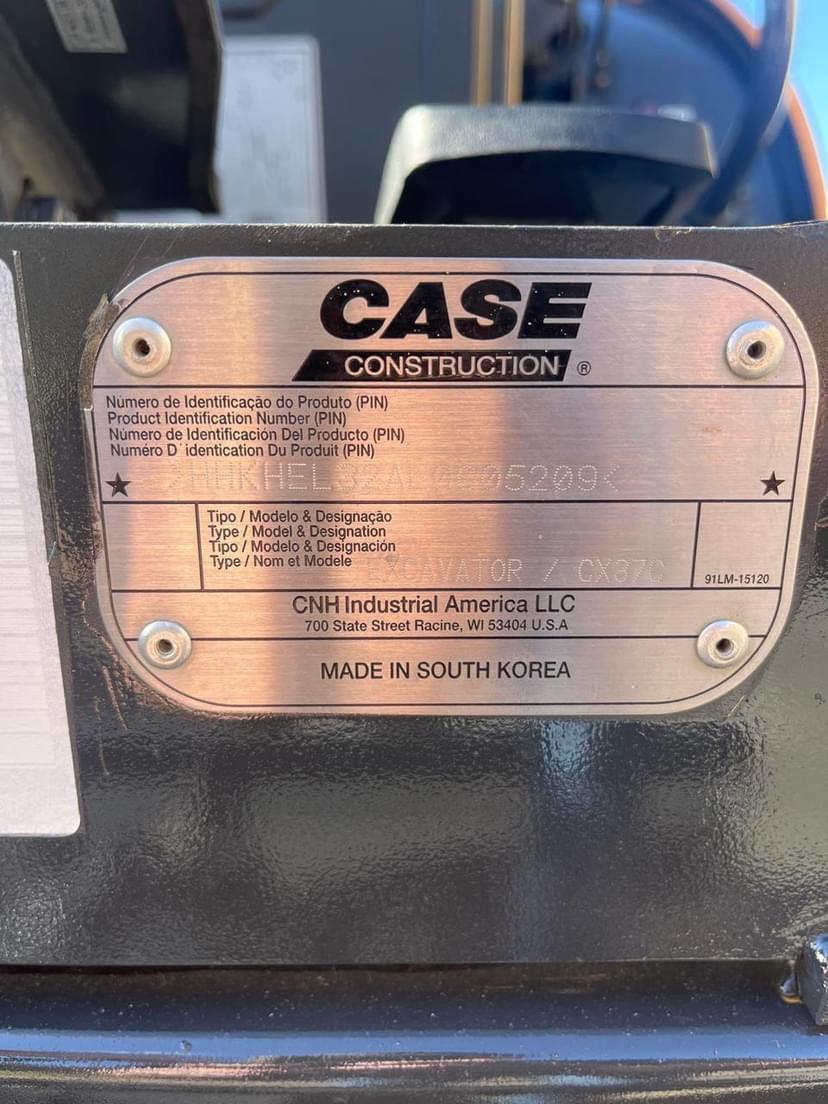 CASE
CONSTRUCTION ®
Número de Identificação do Produto (PIN)
Product Identification Number (PIN)
Número de Identificación Del Producto (PIN)
Numéro D´identication Du Produit (PIN)
Tipo / Modelo & Designação
Type / Model & Designation
Tipo / Modelo & Designación
Type / Nom et Modele EXCAVATOR / CX37C
91LM-15120
CNH Industrial America LLC
700 State Street Racine, WI 53404 U.S.A
MADE IN SOUTH KOREA